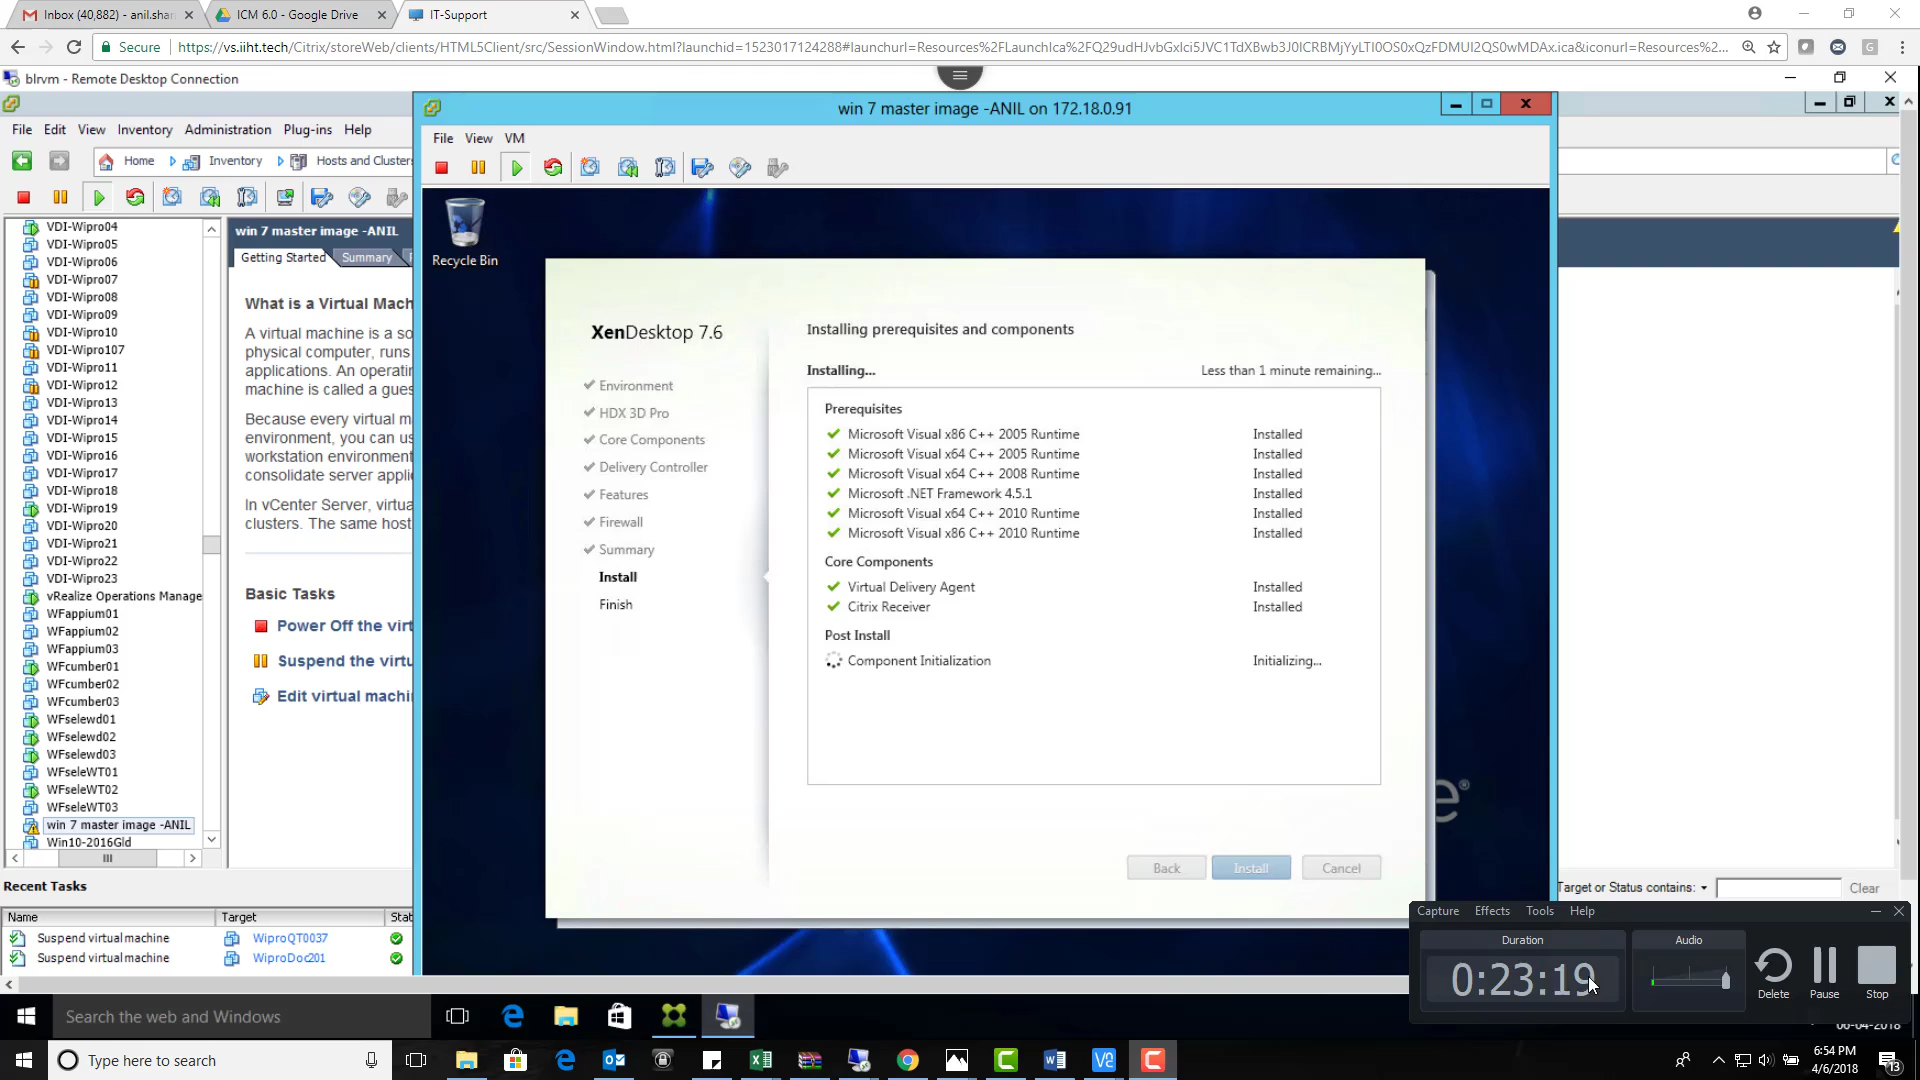 Inbox (40,882) - anil.shar
ICM 6.0 - Google Drive
IT-Support
Secure
https://vs.iiht.tech/Citrix/storeWeb/clients/HTML5Client/src/SessionWindow.html?launchid=1523017124288#launchurl=Resources%2FLaunchIca%2FQ29udHJvbGxlci5JVC1TdXBwb3J0ICRBMjYyLTI0OS0xQzFDMUI2QS0wMDAx.ica&iconurl=Resources%2...
blrvm - Remote Desktop Connection
win 7 master image -ANIL on 172.18.0.91
File Edit View Inventory Administration Plug-ins Help
File View VM
Home Inventory Hosts and Clusters
VDI-Wipro04
VDI-Wipro05
VDI-Wipro06
VDI-Wipro07
VDI-Wipro08
VDI-Wipro09
VDI-Wipro10
VDI-Wipro107
VDI-Wipro11
VDI-Wipro12
VDI-Wipro13
VDI-Wipro14
VDI-Wipro15
VDI-Wipro16
VDI-Wipro17
VDI-Wipro18
VDI-Wipro19
VDI-Wipro20
VDI-Wipro21
VDI-Wipro22
VDI-Wipro23
vRealize Operations Manage
WFappium01
WFappium02
WFappium03
WFcumber01
WFcumber02
WFcumber03
WFselewd01
WFselewd02
WFselewd03
WFseleWT01
WFseleWT02
WFseleWT03
win 7 master image -ANIL
Win10-2016Gld
win 7 master image -ANIL
Getting Started Summary
What is a Virtual Mach
A virtual machine is a so
physical computer, runs
applications. An operatin
machine is called a gues
Because every virtual m
environment, you can us
workstation environment
consolidate server applic
In vCenter Server, virtua
clusters. The same host
Basic Tasks
Power Off the virt
Suspend the virtu
Edit virtual machin
Recycle Bin
XenDesktop 7.6
Environment
HDX 3D Pro
Core Components
Delivery Controller
Features
Firewall
Summary
Install
Finish
Installing prerequisites and components
Installing... Less than 1 minute remaining...
Prerequisites
Microsoft Visual x86 C++ 2005 Runtime Installed
Microsoft Visual x64 C++ 2005 Runtime Installed
Microsoft Visual x64 C++ 2008 Runtime Installed
Microsoft .NET Framework 4.5.1 Installed
Microsoft Visual x64 C++ 2010 Runtime Installed
Microsoft Visual x86 C++ 2010 Runtime Installed
Core Components
Virtual Delivery Agent Installed
Citrix Receiver Installed
Post Install
Component Initialization Initializing...
Back Install Cancel
e®
Recent Tasks
Target or Status contains: Clear
Name Target Stat
Suspend virtual machine WiproQT0037
Suspend virtual machine WiproDoc201
Capture Effects Tools Help
Duration Audio
0:23:19
Delete Pause Stop
Search the web and Windows
06-04-2018
Type here to search
6:54 PM
4/6/2018
13